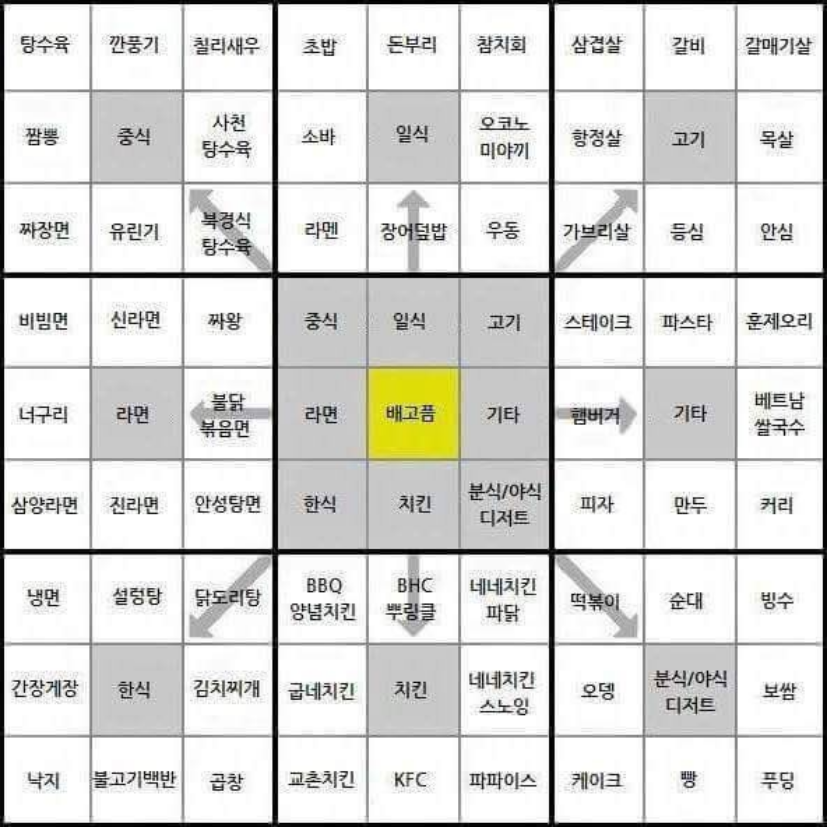 탕수육 깐풍기 칠리새우 초밥 돈부리 참치회 삼겹살 갈비 갈매기살
짬뽕 중식 사천 탕수육 소바 일식 오코노 미야끼 항정살 고기 목살
짜장면 유린기 북경식 탕수육 라멘 장어덮밥 우동 가브리살 등심 안심
비빔면 신라면 짜왕 중식 일식 고기 스테이크 파스타 훈제오리
너구리 라면 불닭 볶음면 라면 배고픔 기타 햄버거 기타 베트남 쌀국수
삼양라면 진라면 안성탕면 한식 치킨 분식/야식 디저트 피자 만두 커리
냉면 설렁탕 닭도리탕 BBQ 양념치킨 BHC 뿌링클 네네치킨 파닭 떡볶이 순대 빙수
간장게장 한식 김치찌개 굽네치킨 치킨 네네치킨 스노잉 오뎅 분식/야식 디저트 보쌈
낙지 불고기백반 곱창 교촌치킨 KFC 파파이스 케이크 빵 푸딩